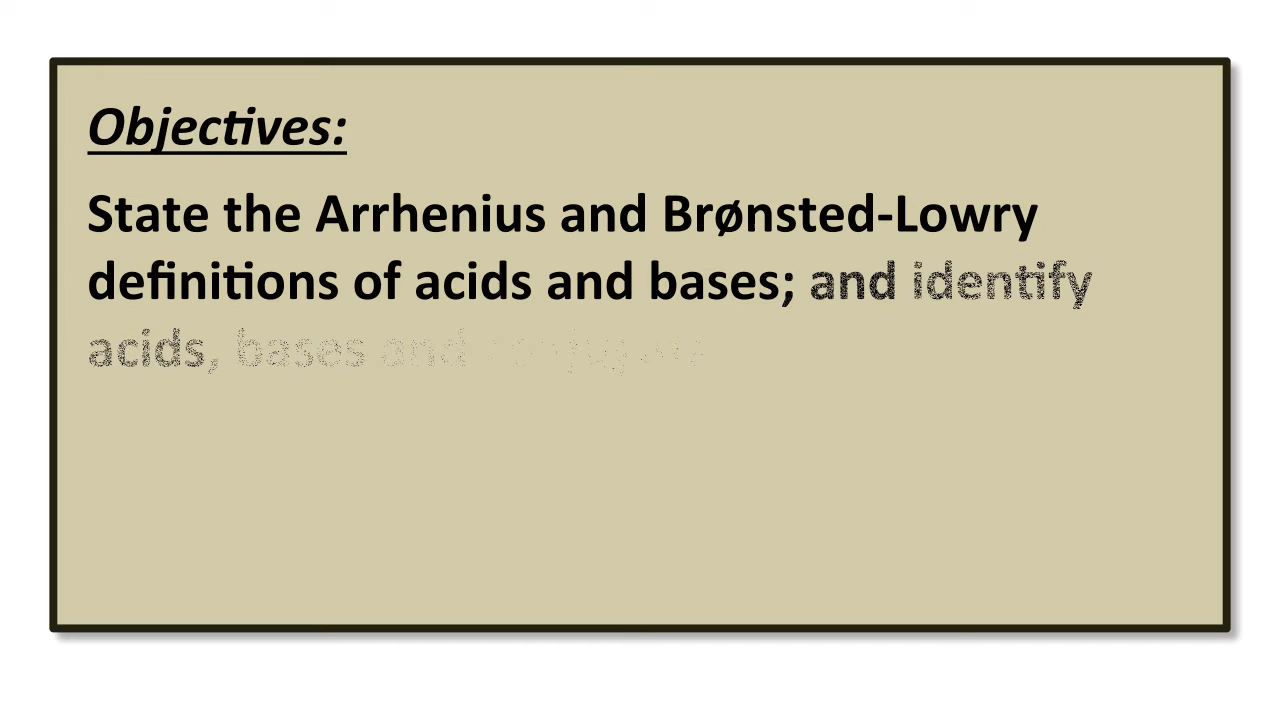 Objectives:
State the Arrhenius and Brønsted-Lowry
definitions of acids and bases; and identify
acids, bases and